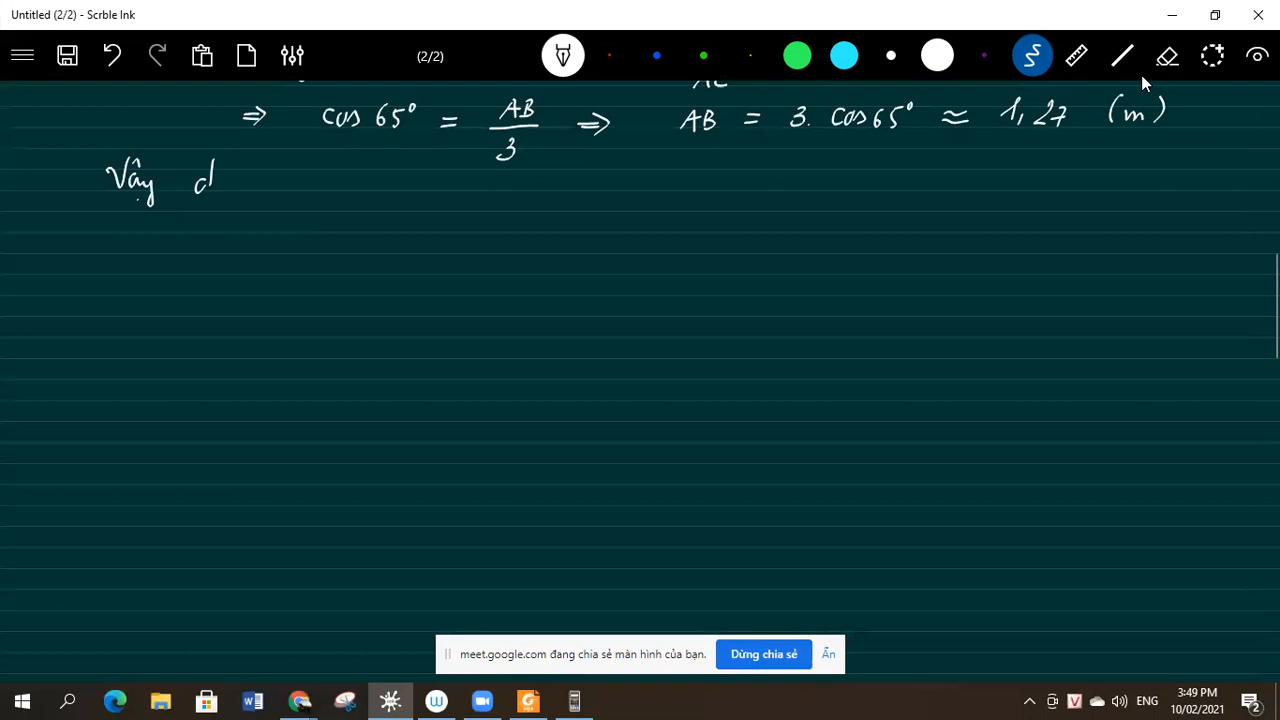 Untitled (2/2) - Scrble Ink
(2/2)
⇒ cos 65° = AB/3 ⇒ AB = 3. cos 65° ≈ 1,27 (m)
Vậy d
meet.google.com đang chia sẻ màn hình của bạn. Dừng chia sẻ Ẩn
ENG 3:49 PM
10/02/2021